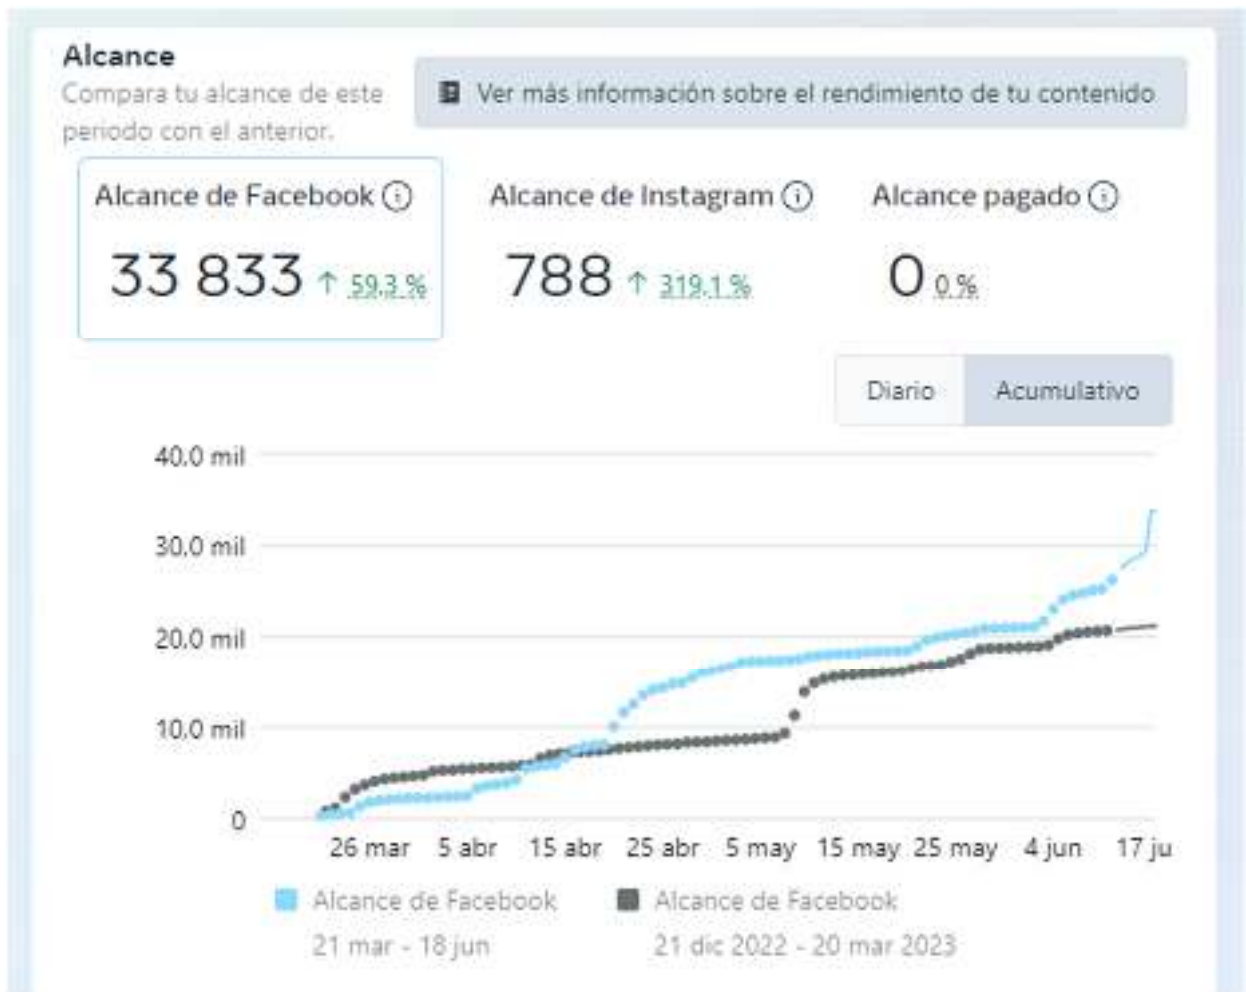 Alcance
Compara tu alcance de este
periodo con el anterior.
Ver más información sobre el rendimiento de tu contenido
Alcance de Facebook
33 833 ↑ 59,3 %
Alcance de Instagram
788 ↑ 319,1 %
Alcance pagado
0 0 %
Diario
Acumulativo
40,0 mil
30,0 mil
20,0 mil
10,0 mil
0
26 mar 5 abr 15 abr 25 abr 5 may 15 may 25 may 4 jun 17 ju
Alcance de Facebook
21 mar - 18 jun
Alcance de Facebook
21 dic 2022 - 20 mar 2023